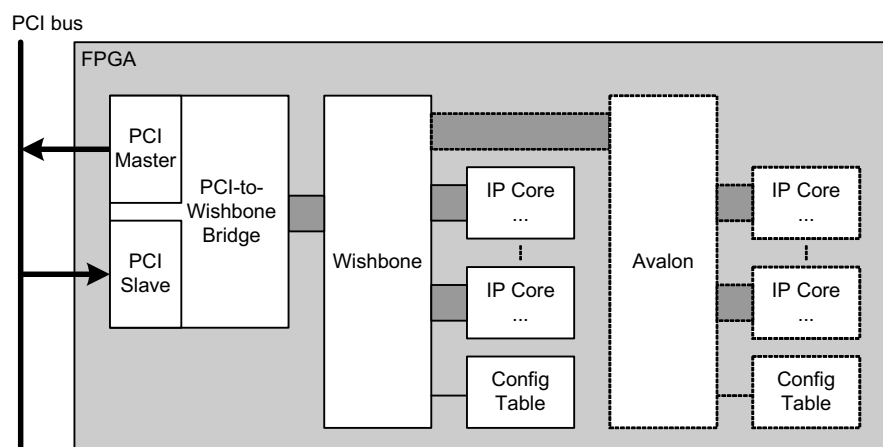 PCI bus
FPGA
PCI
Master
PCI-to-
Wishbone
Bridge
PCI
Slave
Wishbone
IP Core
...
IP Core
...
Config
Table
Avalon
IP Core
...
IP Core
...
Config
Table